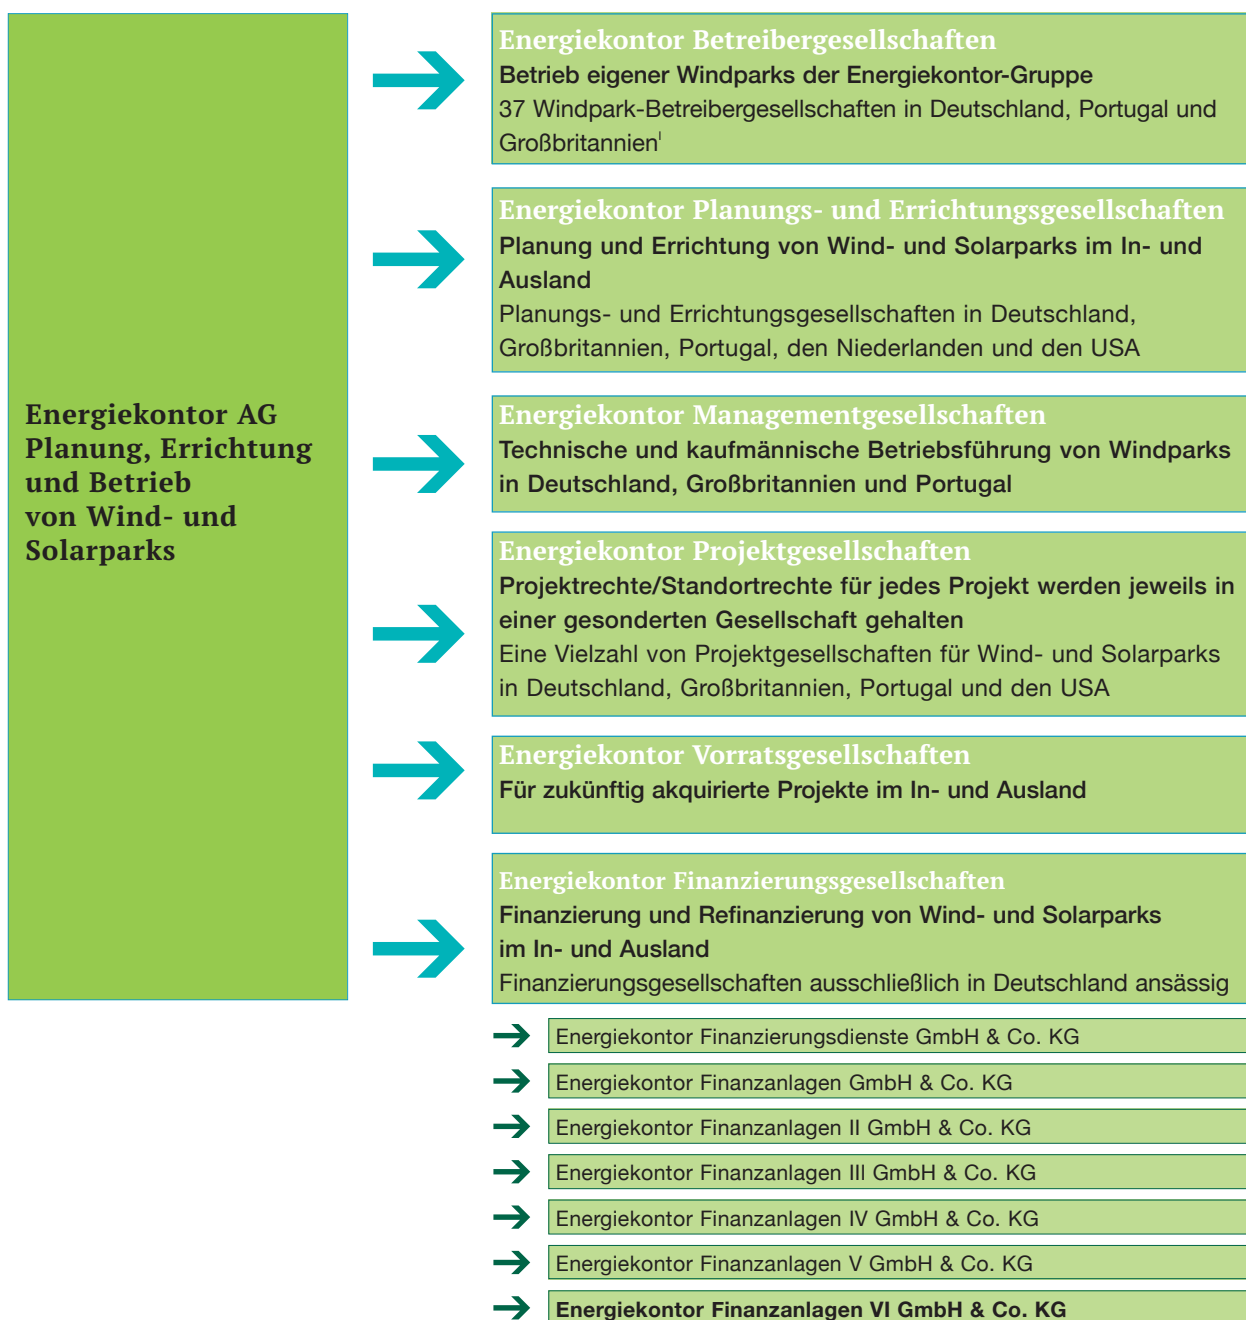 Energiekontor AG
Planung, Errichtung
und Betrieb
von Wind- und
Solarparks
Energiekontor Betreibergesellschaften
Betrieb eigener Windparks der Energiekontor-Gruppe
37 Windpark-Betreibergesellschaften in Deutschland, Portugal und
Großbritannien¹
Energiekontor Planungs- und Errichtungsgesellschaften
Planung und Errichtung von Wind- und Solarparks im In- und
Ausland
Planungs- und Errichtungsgesellschaften in Deutschland,
Großbritannien, Portugal, den Niederlanden und den USA
Energiekontor Managementgesellschaften
Technische und kaufmännische Betriebsführung von Windparks
in Deutschland, Großbritannien und Portugal
Energiekontor Projektgesellschaften
Projektrechte/Standortrechte für jedes Projekt werden jeweils in
einer gesonderten Gesellschaft gehalten
Eine Vielzahl von Projektgesellschaften für Wind- und Solarparks
in Deutschland, Großbritannien, Portugal und den USA
Energiekontor Vorratsgesellschaften
Für zukünftig akquirierte Projekte im In- und Ausland
Energiekontor Finanzierungsgesellschaften
Finanzierung und Refinanzierung von Wind- und Solarparks
im In- und Ausland
Finanzierungsgesellschaften ausschließlich in Deutschland ansässig
Energiekontor Finanzierungsdienste GmbH & Co. KG
Energiekontor Finanzanlagen GmbH & Co. KG
Energiekontor Finanzanlagen II GmbH & Co. KG
Energiekontor Finanzanlagen III GmbH & Co. KG
Energiekontor Finanzanlagen IV GmbH & Co. KG
Energiekontor Finanzanlagen V GmbH & Co. KG
Energiekontor Finanzanlagen VI GmbH & Co. KG